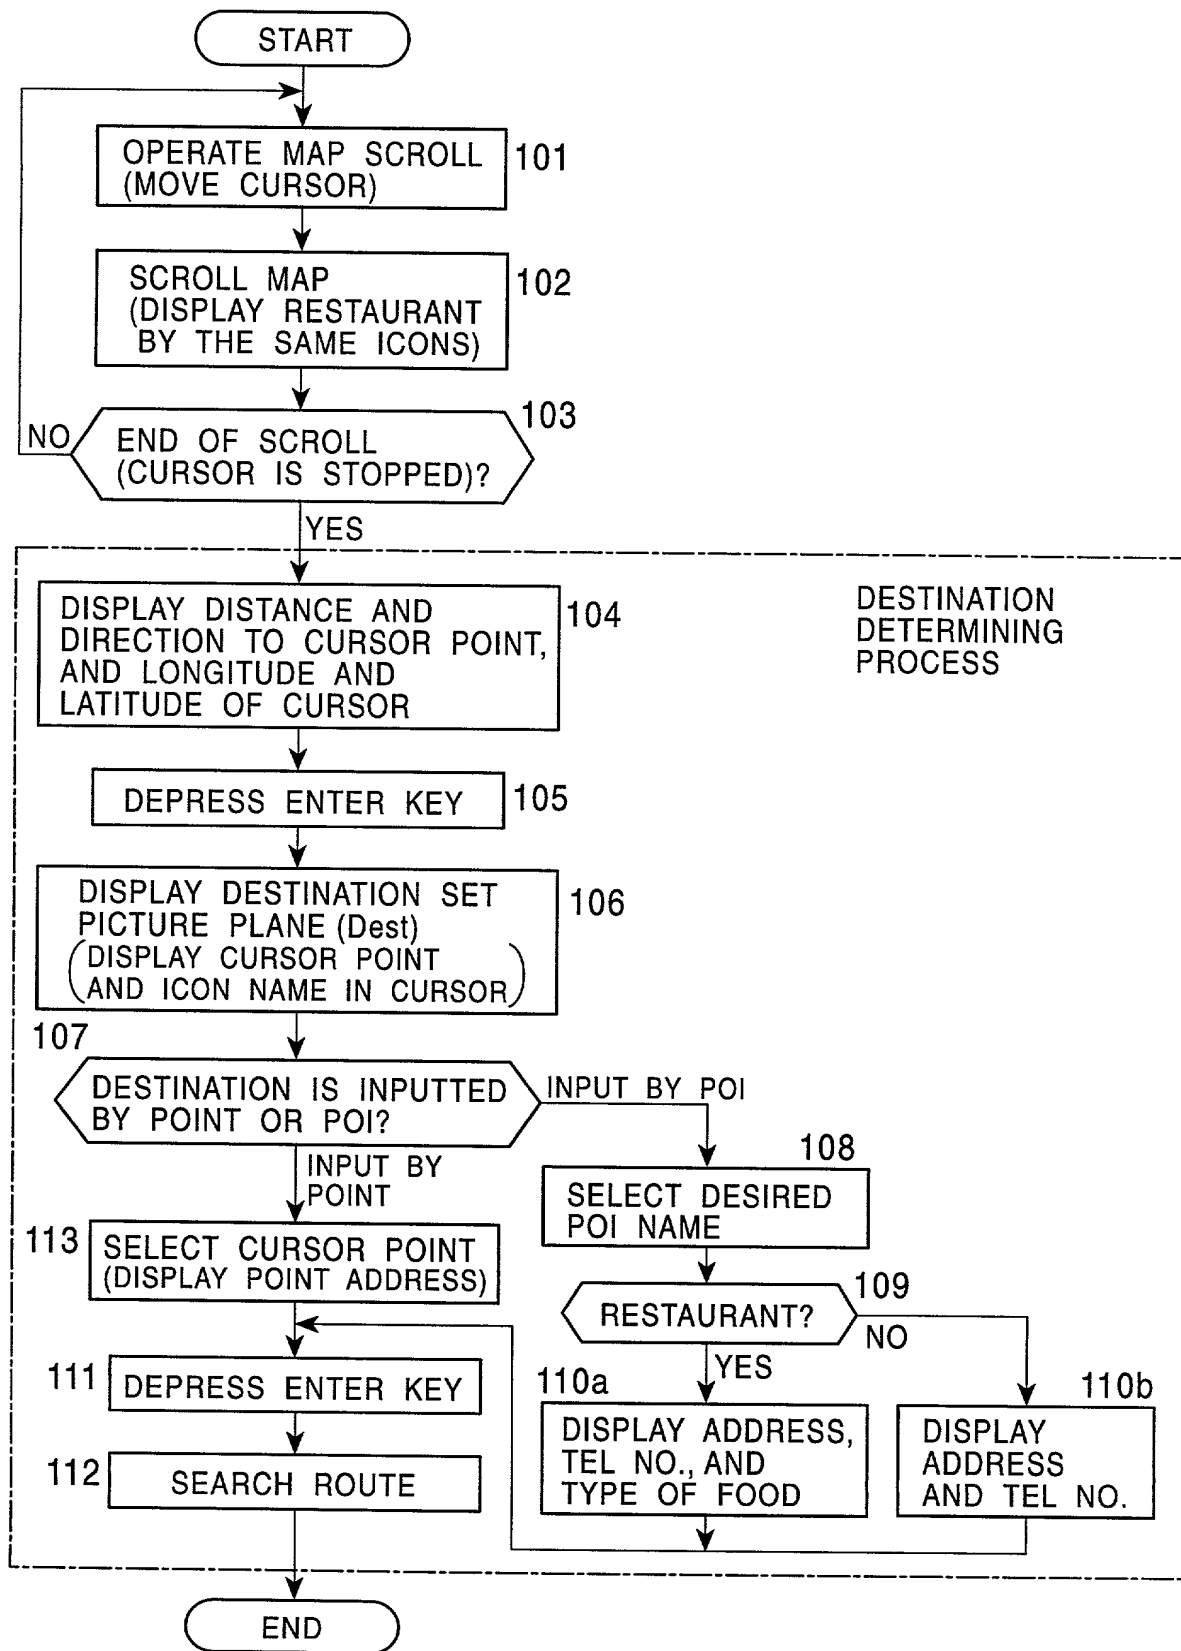 START
OPERATE MAP SCROLL
(MOVE CURSOR)
101
SCROLL MAP
(DISPLAY RESTAURANT
BY THE SAME ICONS)
102
103
NO
END OF SCROLL
(CURSOR IS STOPPED)?
YES
DISPLAY DISTANCE AND
DIRECTION TO CURSOR POINT,
AND LONGITUDE AND
LATITUDE OF CURSOR
104
DESTINATION
DETERMINING
PROCESS
DEPRESS ENTER KEY
105
DISPLAY DESTINATION SET
PICTURE PLANE (Dest)
(DISPLAY CURSOR POINT
AND ICON NAME IN CURSOR)
106
107
DESTINATION IS INPUTTED
BY POINT OR POI?
INPUT BY POI
INPUT BY
POINT
108
SELECT DESIRED
POI NAME
113
SELECT CURSOR POINT
(DISPLAY POINT ADDRESS)
109
RESTAURANT?
NO
YES
111
DEPRESS ENTER KEY
110a
DISPLAY ADDRESS,
TEL NO., AND
TYPE OF FOOD
110b
DISPLAY
ADDRESS
AND TEL NO.
112
SEARCH ROUTE
END